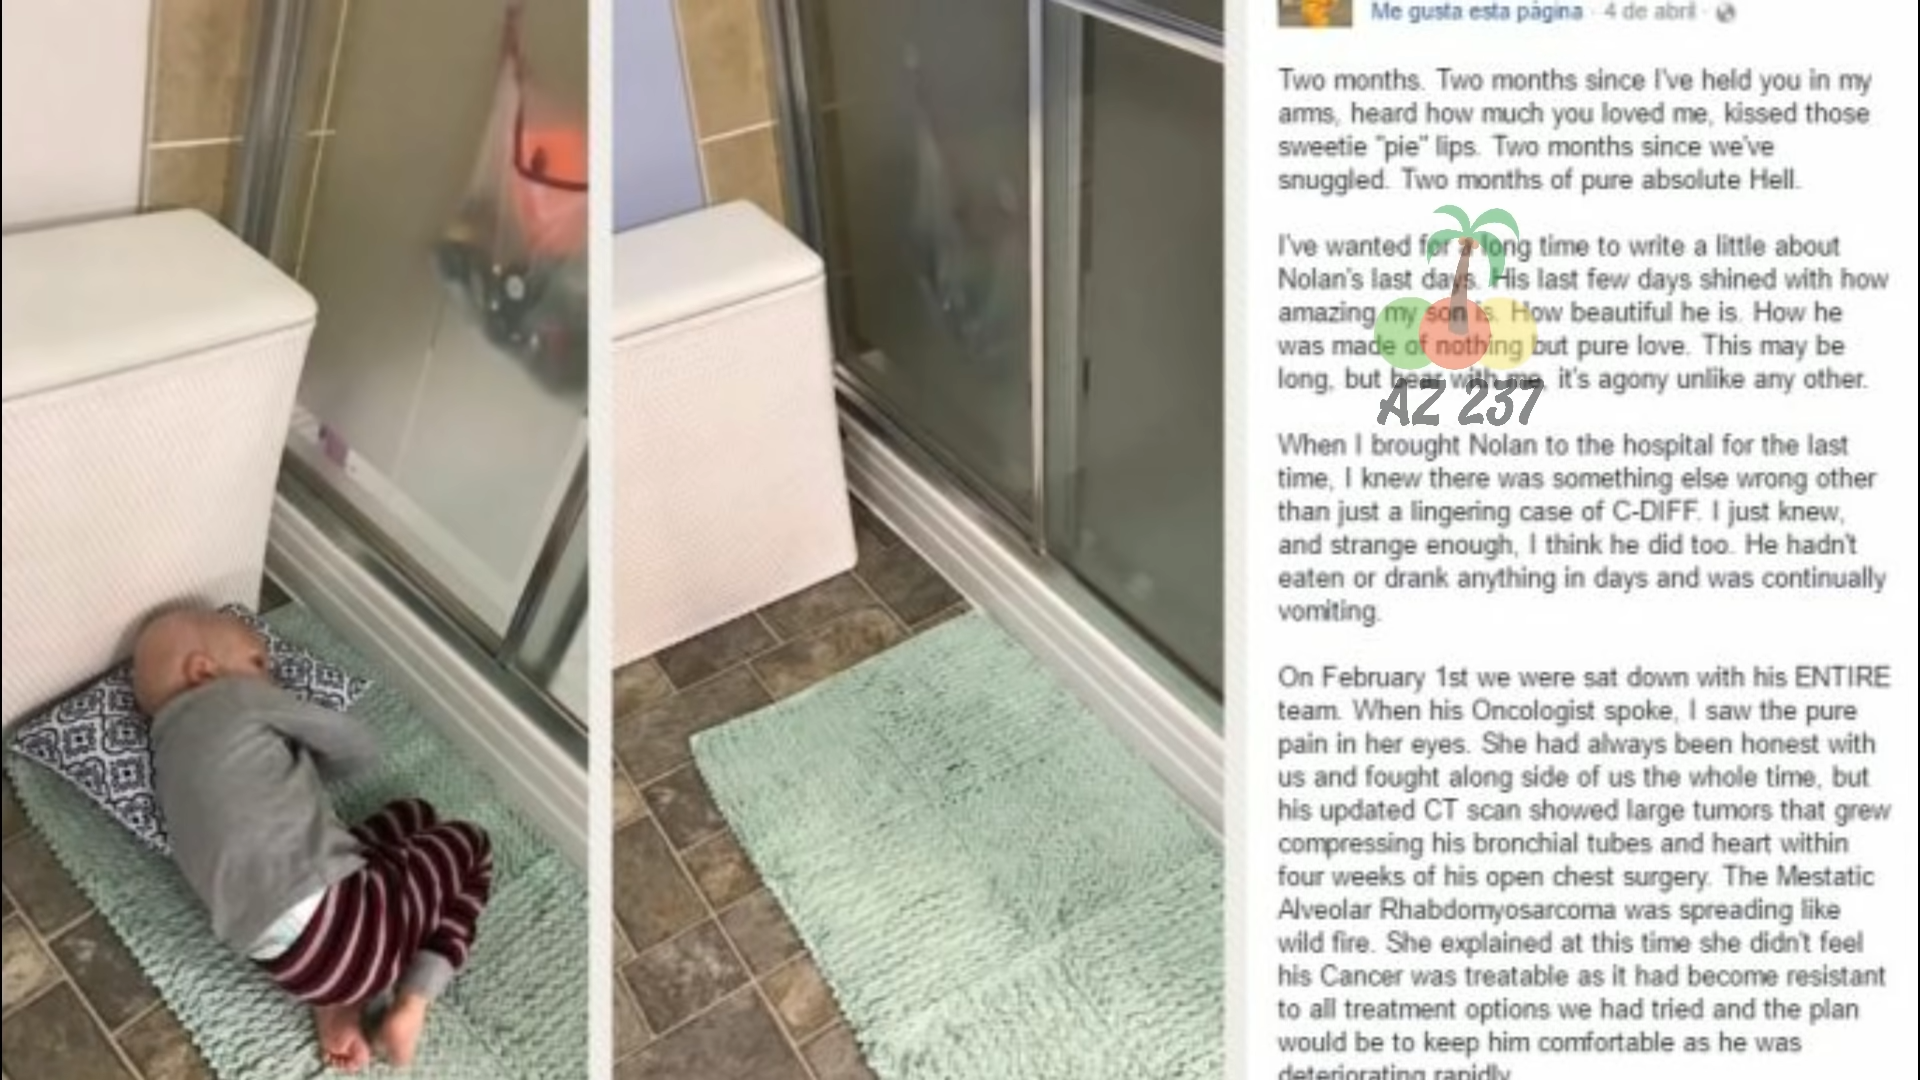 Me gusta esta página · 4 de abril ·
Two months. Two months since I've held you in my
arms, heard how much you loved me, kissed those
sweetie "pie" lips. Two months since we've
snuggled. Two months of pure absolute Hell.
I've wanted for a long time to write a little about
Nolan's last days. His last few days shined with how
amazing my son is. How beautiful he is. How he
was made of nothing but pure love. This may be
long, but bear with me, it's agony unlike any other.
AZ 237
When I brought Nolan to the hospital for the last
time, I knew there was something else wrong other
than just a lingering case of C-DIFF. I just knew,
and strange enough, I think he did too. He hadn't
eaten or drank anything in days and was continually
vomiting.
On February 1st we were sat down with his ENTIRE
team. When his Oncologist spoke, I saw the pure
pain in her eyes. She had always been honest with
us and fought along side of us the whole time, but
his updated CT scan showed large tumors that grew
compressing his bronchial tubes and heart within
four weeks of his open chest surgery. The Mestatic
Alveolar Rhabdomyosarcoma was spreading like
wild fire. She explained at this time she didn't feel
his Cancer was treatable as it had become resistant
to all treatment options we had tried and the plan
would be to keep him comfortable as he was
deteriorating rapidly.